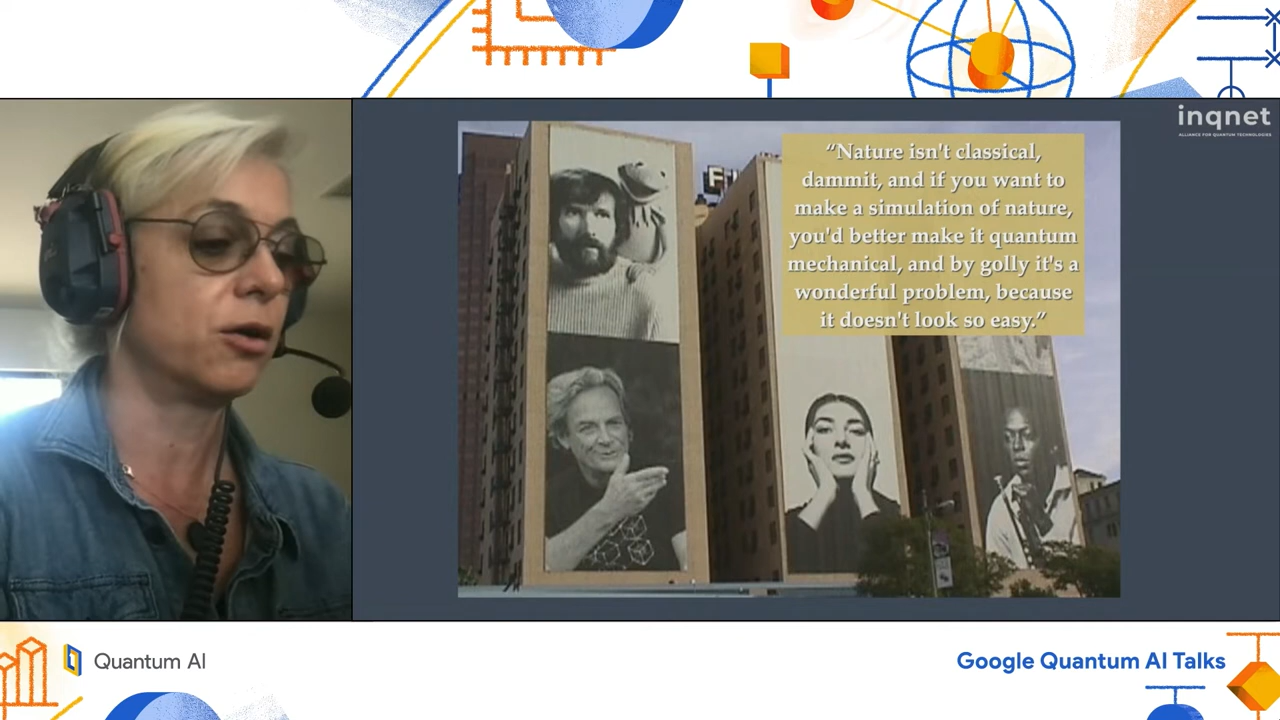 inqnet
ALLIANCE FOR QUANTUM TECHNOLOGIES
“Nature isn't classical,
dammit, and if you want to
make a simulation of nature,
you'd better make it quantum
mechanical, and by golly it's a
wonderful problem, because
it doesn't look so easy.”
Quantum AI
Google Quantum AI Talks